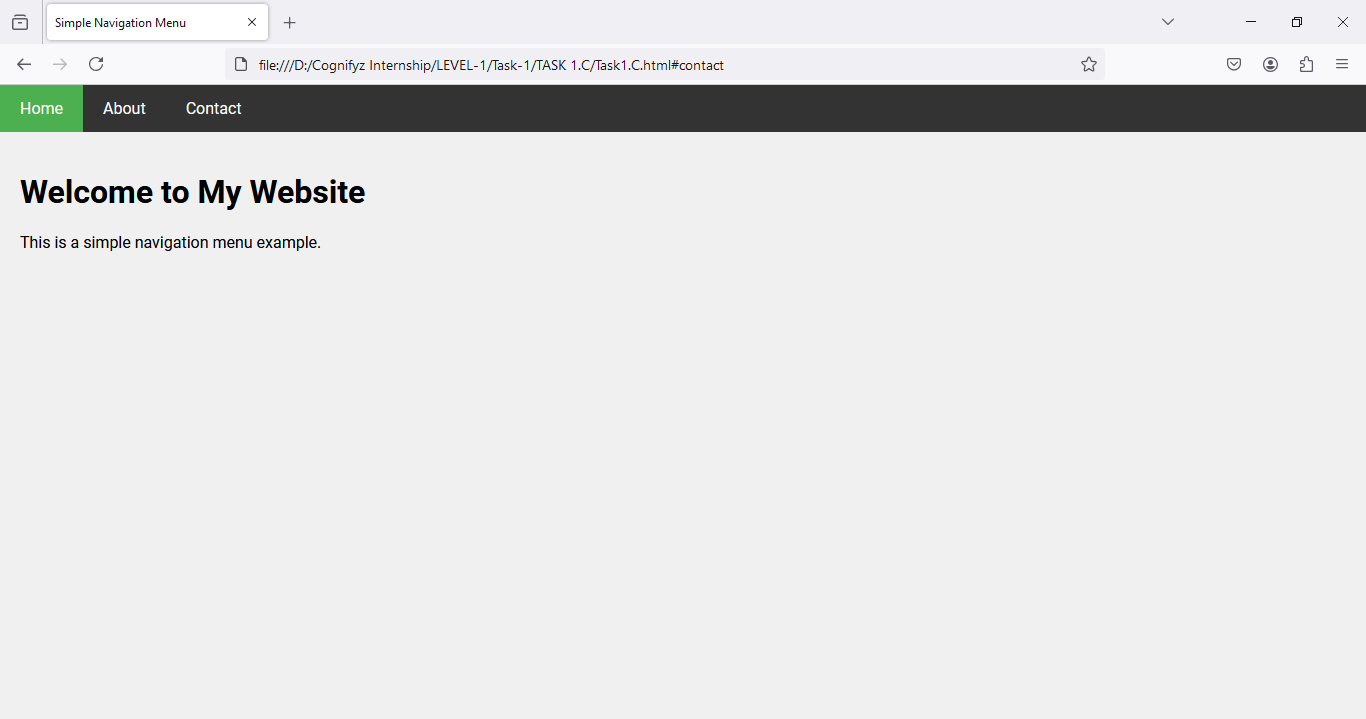 Simple Navigation Menu
file:///D:/Cognifyz Internship/LEVEL-1/Task-1/TASK 1.C/Task1.C.html#contact
Home About Contact
Welcome to My Website
This is a simple navigation menu example.